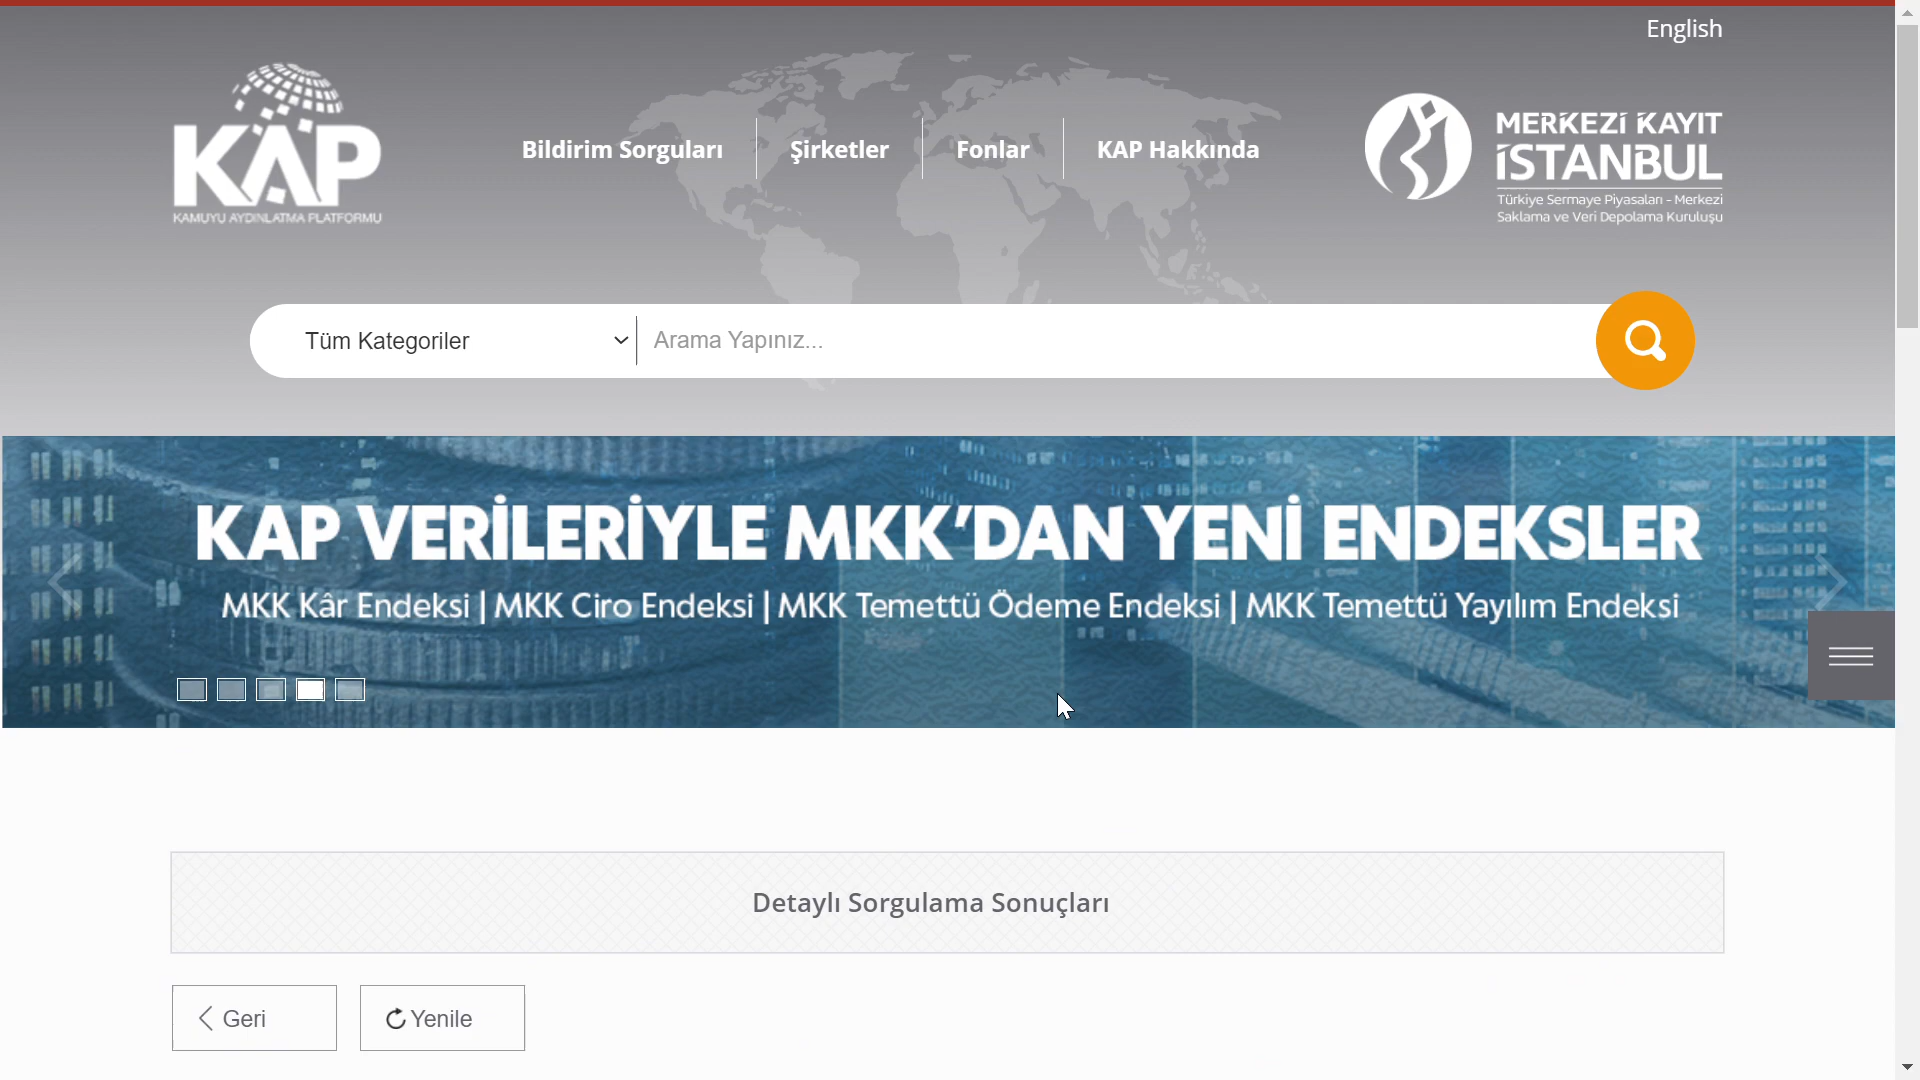 English
KAP
KAMUYU AYDINLATMA PLATFORMU
Bildirim Sorguları
Şirketler
Fonlar
KAP Hakkında
MERKEZİ KAYIT
İSTANBUL
Türkiye Sermaye Piyasaları - Merkezi
Saklama ve Veri Depolama Kuruluşu
Tüm Kategoriler
Arama Yapınız...
KAP VERİLERİYLE MKK'DAN YENİ ENDEKSLER
MKK Kâr Endeksi | MKK Ciro Endeksi | MKK Temettü Ödeme Endeksi | MKK Temettü Yayılım Endeksi
Detaylı Sorgulama Sonuçları
Geri
Yenile